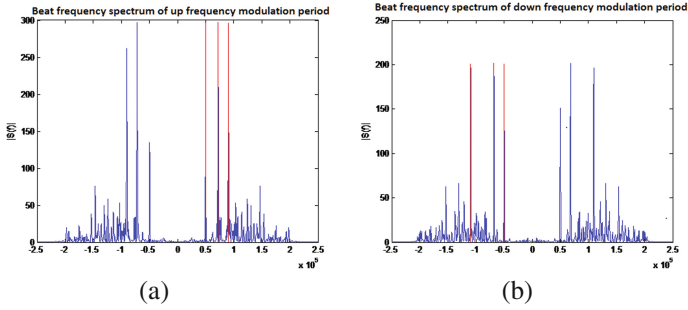 Beat frequency spectrum of up frequency modulation period
Beat frequency spectrum of down frequency modulation period
300
250
200
150
100
50
0
|S(f)|
-2.5 -2 -1.5 -1 -0.5 0 0.5 1 1.5 2 2.5
x 10^5
(a)
250
200
150
100
50
0
|S(f)|
-2.5 -2 -1.5 -1 -0.5 0 0.5 1 1.5 2 2.5
x 10^5
(b)